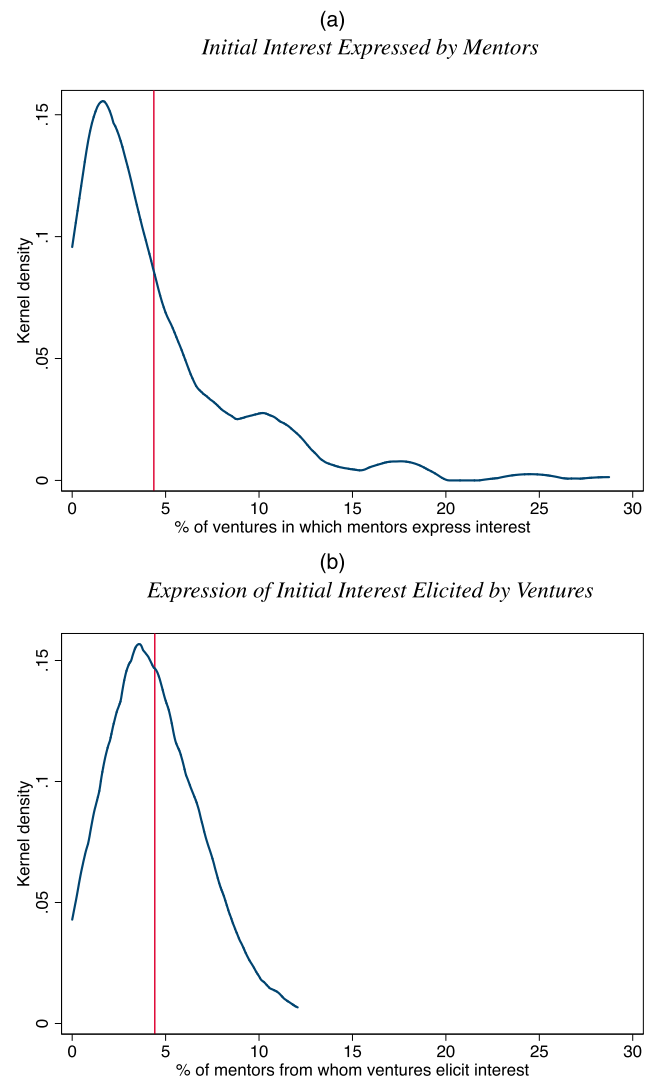 (a)
Initial Interest Expressed by Mentors
.15
.1
.05
0
Kernel density
0 5 10 15 20 25 30
% of ventures in which mentors express interest
(b)
Expression of Initial Interest Elicited by Ventures
.15
.1
.05
0
Kernel density
0 5 10 15 20 25 30
% of mentors from whom ventures elicit interest